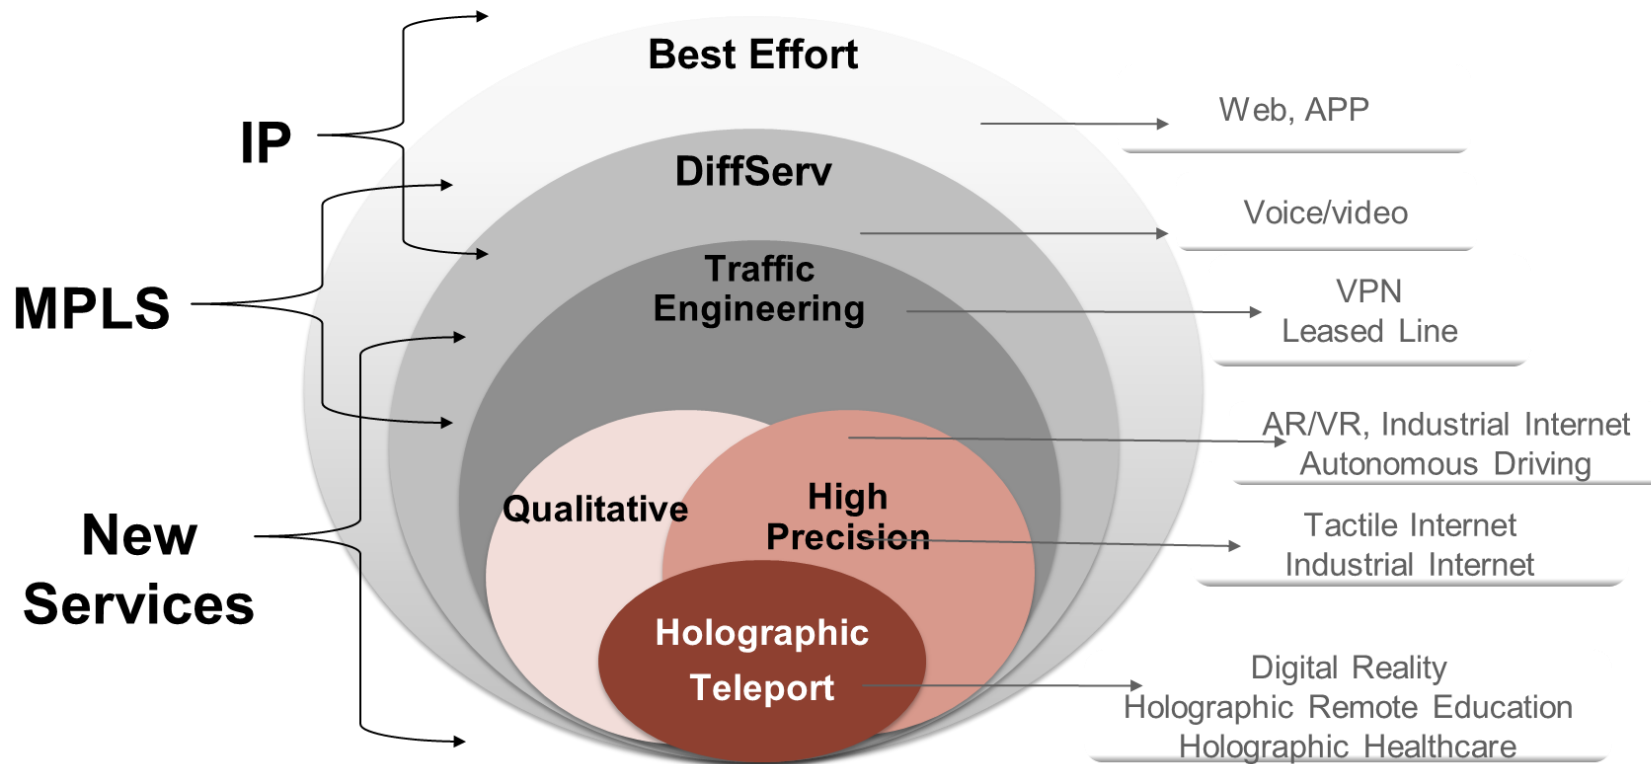 Best Effort
DiffServ
Traffic
Engineering
Qualitative
High
Precision
Holographic
Teleport
IP
MPLS
New
Services
Web, APP
Voice/video
VPN
Leased Line
AR/VR, Industrial Internet
Autonomous Driving
Tactile Internet
Industrial Internet
Digital Reality
Holographic Remote Education
Holographic Healthcare